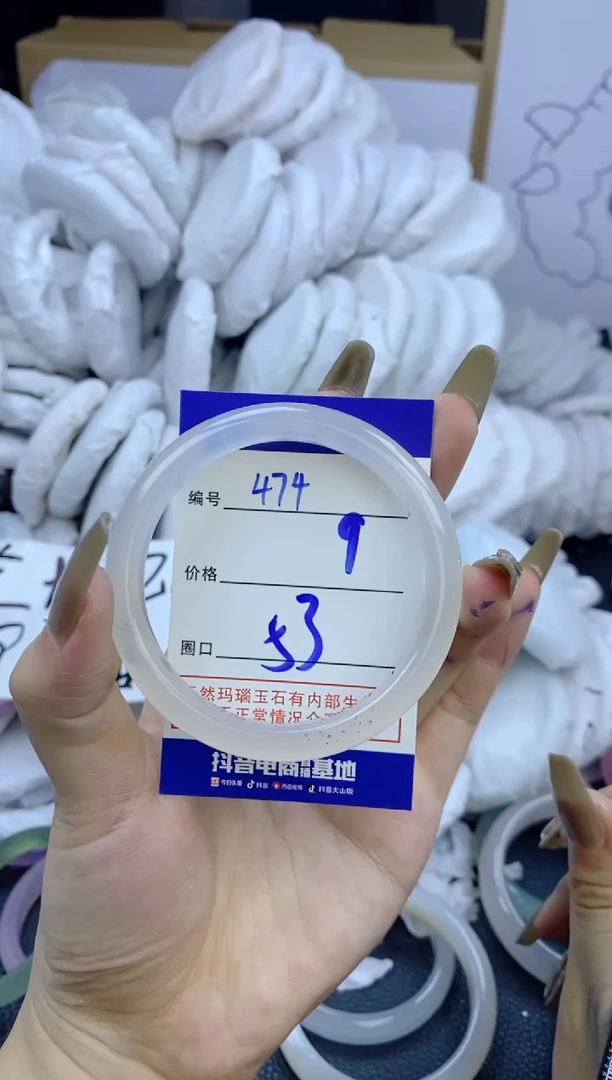 编号 474
价格 9
圈口 53
然玛瑙玉石有内部生
正常情况
抖音电商直播基地
今日头条 抖音 西瓜视频 抖音火山版